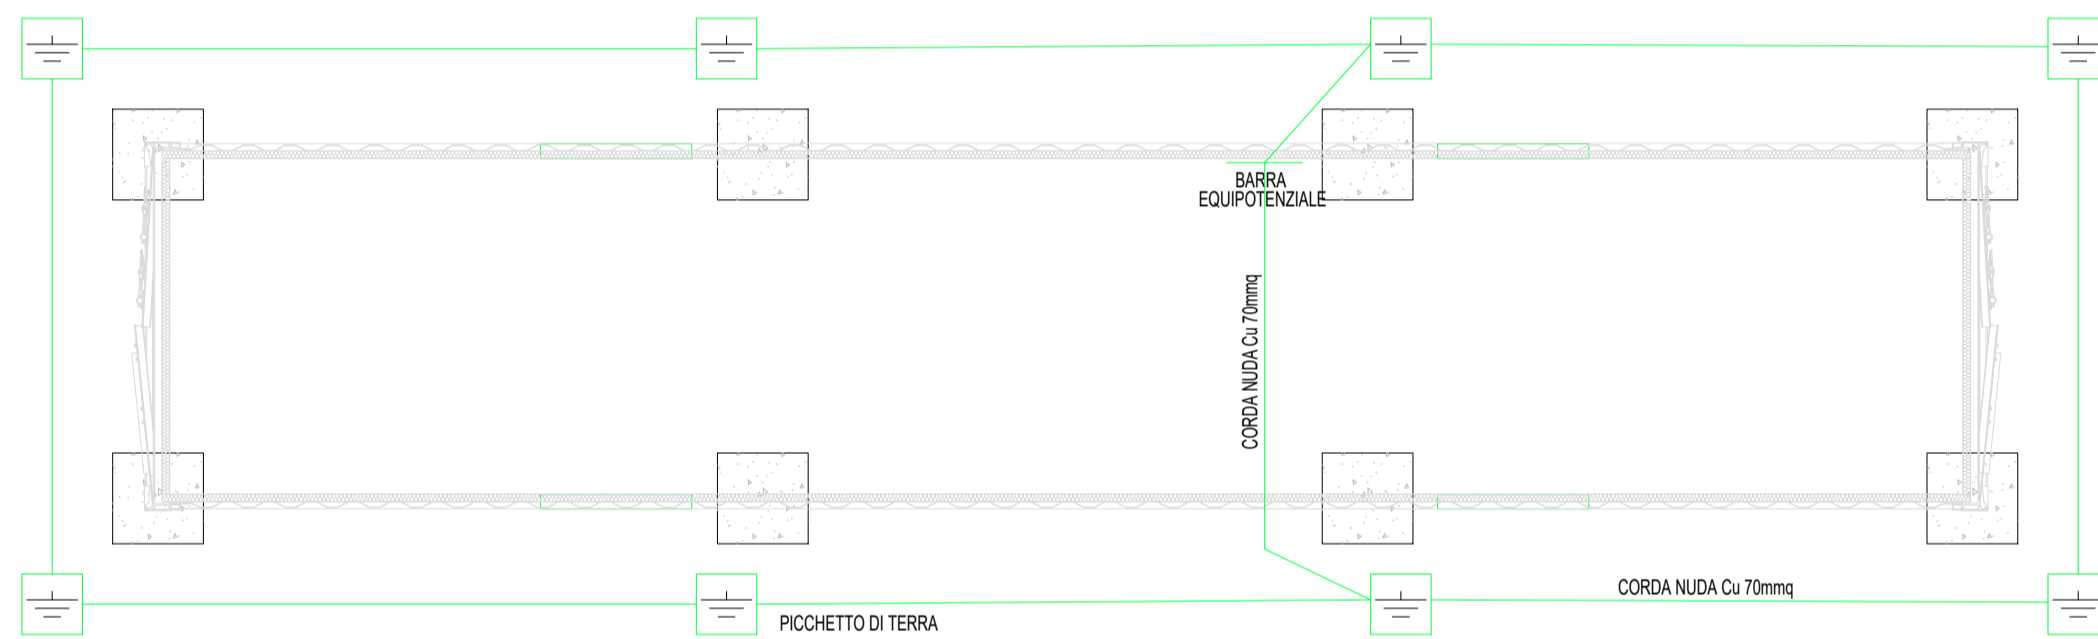 BARRA
EQUIPOTENZIALE
CORDA NUDA Cu 70mmq
CORDA NUDA Cu 70mmq
PICCHETTO DI TERRA